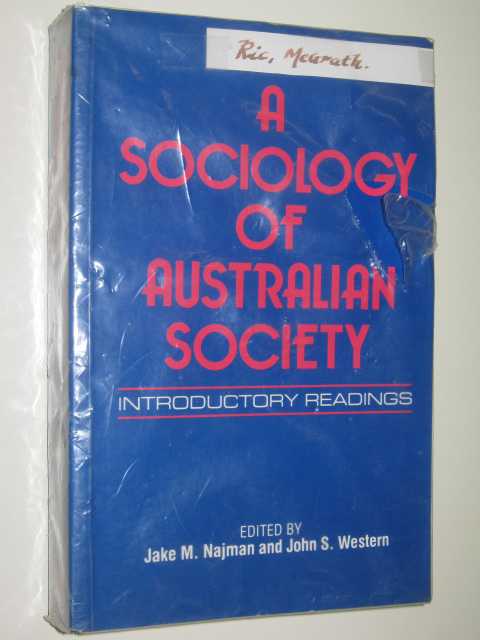 Ric, McGrath.
A
SOCIOLOGY
OF
AUSTRALIAN
SOCIETY
INTRODUCTORY READINGS
EDITED BY
Jake M. Najman and John S. Western